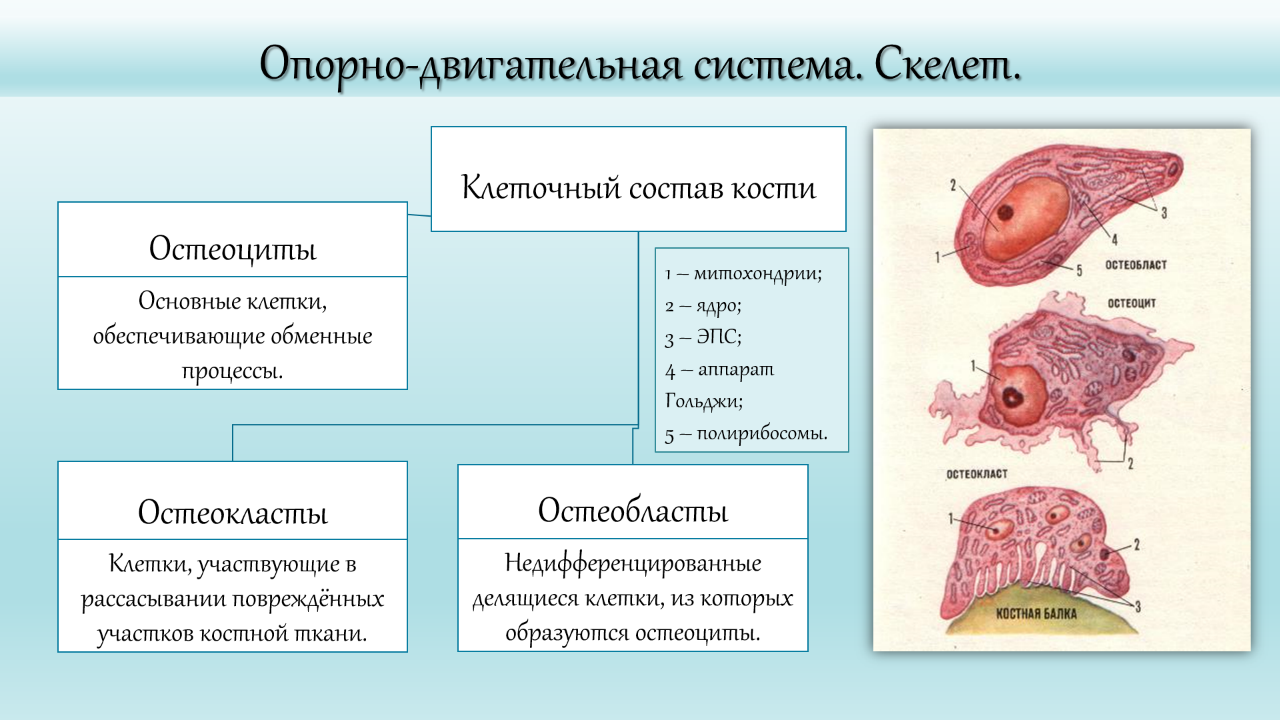 Опорно-двигательная система. Скелет.
Клеточный состав кости
Остеоциты
Основные клетки,
обеспечивающие обменные
процессы.
1 – митохондрии;
2 – ядро;
3 – ЭПС;
4 – аппарат
Гольджи;
5 – полирибосомы.
Остеокласты
Клетки, участвующие в
рассасывании повреждённых
участков костной ткани.
Остеобласты
Недифференцированные
делящиеся клетки, из которых
образуются остеоциты.
2
3
1
4
5
ОСТЕОБЛАСТ
ОСТЕОЦИТ
1
2
ОСТЕОКЛАСТ
1
2
3
КОСТНАЯ БАЛКА